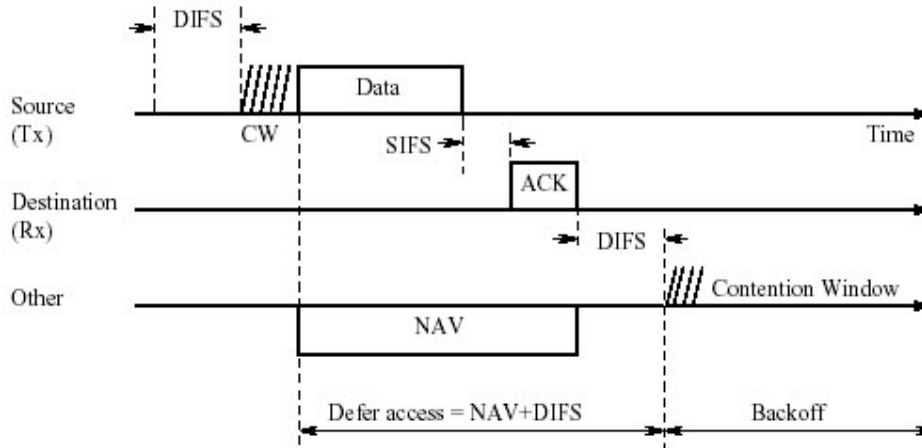 DIFS
Data
Source
(Tx)
CW
Time
SIFS
ACK
Destination
(Rx)
DIFS
Other
Contention Window
NAV
Defer access = NAV+DIFS
Backoff